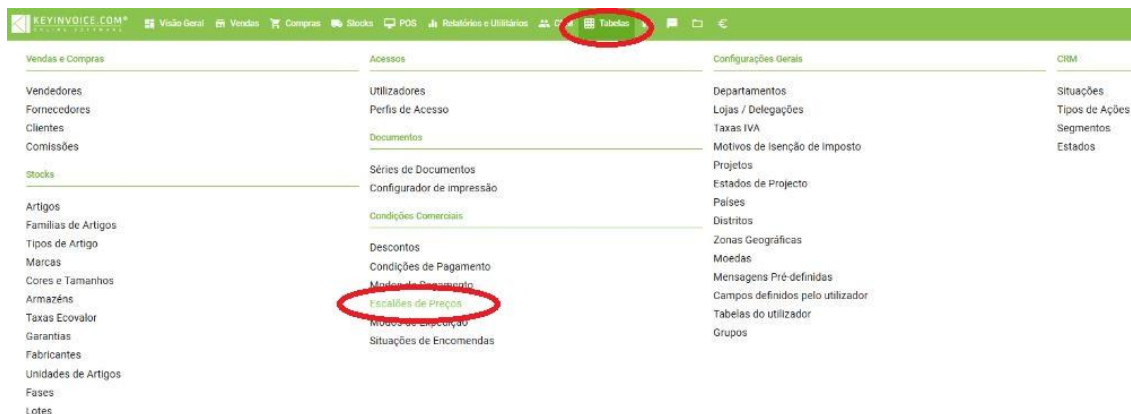 KEYINVOICE.COM®
ONLINE SOFTWARE
Visão Geral
Vendas
Compras
Stocks
POS
Relatórios e Utilitários
Tabelas
€
Vendas e Compras
Vendedores
Fornecedores
Clientes
Comissões
Stocks
Artigos
Famílias de Artigos
Tipos de Artigo
Marcas
Cores e Tamanhos
Armazéns
Taxas Ecovalor
Garantias
Fabricantes
Unidades de Artigos
Fases
Lotes
Acessos
Utilizadores
Perfis de Acesso
Documentos
Séries de Documentos
Configurador de impressão
Condições Comerciais
Descontos
Condições de Pagamento
Modos de Pagamento
Escalões de Preços
Modos de Expedição
Situações de Encomendas
Configurações Gerais
Departamentos
Lojas / Delegações
Taxas IVA
Motivos de Isenção de Imposto
Projetos
Estados de Projecto
Países
Distritos
Zonas Geográficas
Moedas
Mensagens Pré-definidas
Campos definidos pelo utilizador
Tabelas do utilizador
Grupos
CRM
Situações
Tipos de Ações
Segmentos
Estados